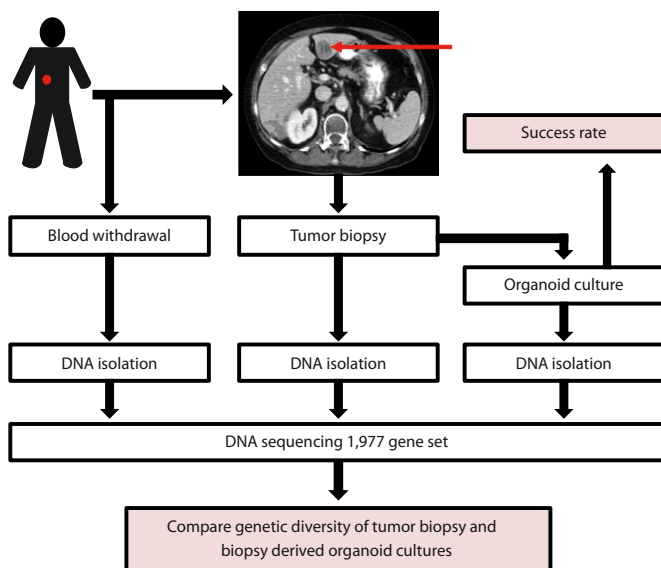 Success rate
Blood withdrawal
Tumor biopsy
Organoid culture
DNA isolation
DNA isolation
DNA isolation
DNA sequencing 1,977 gene set
Compare genetic diversity of tumor biopsy and
biopsy derived organoid cultures